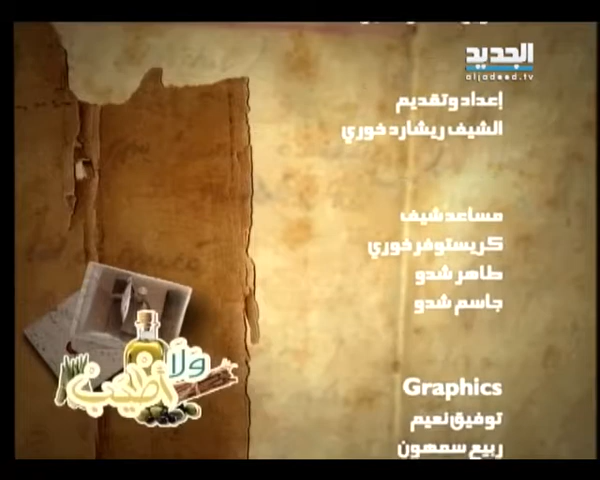 الجديد
aljadeed.tv
إعداد وتقديم
الشيف ريشارد خوري
مساعد شيف
كريستوفر خوري
طاهر شدو
جاسم شدو
Graphics
توفيق نعيم
ربيع سمهون
وَلَا
أطيب